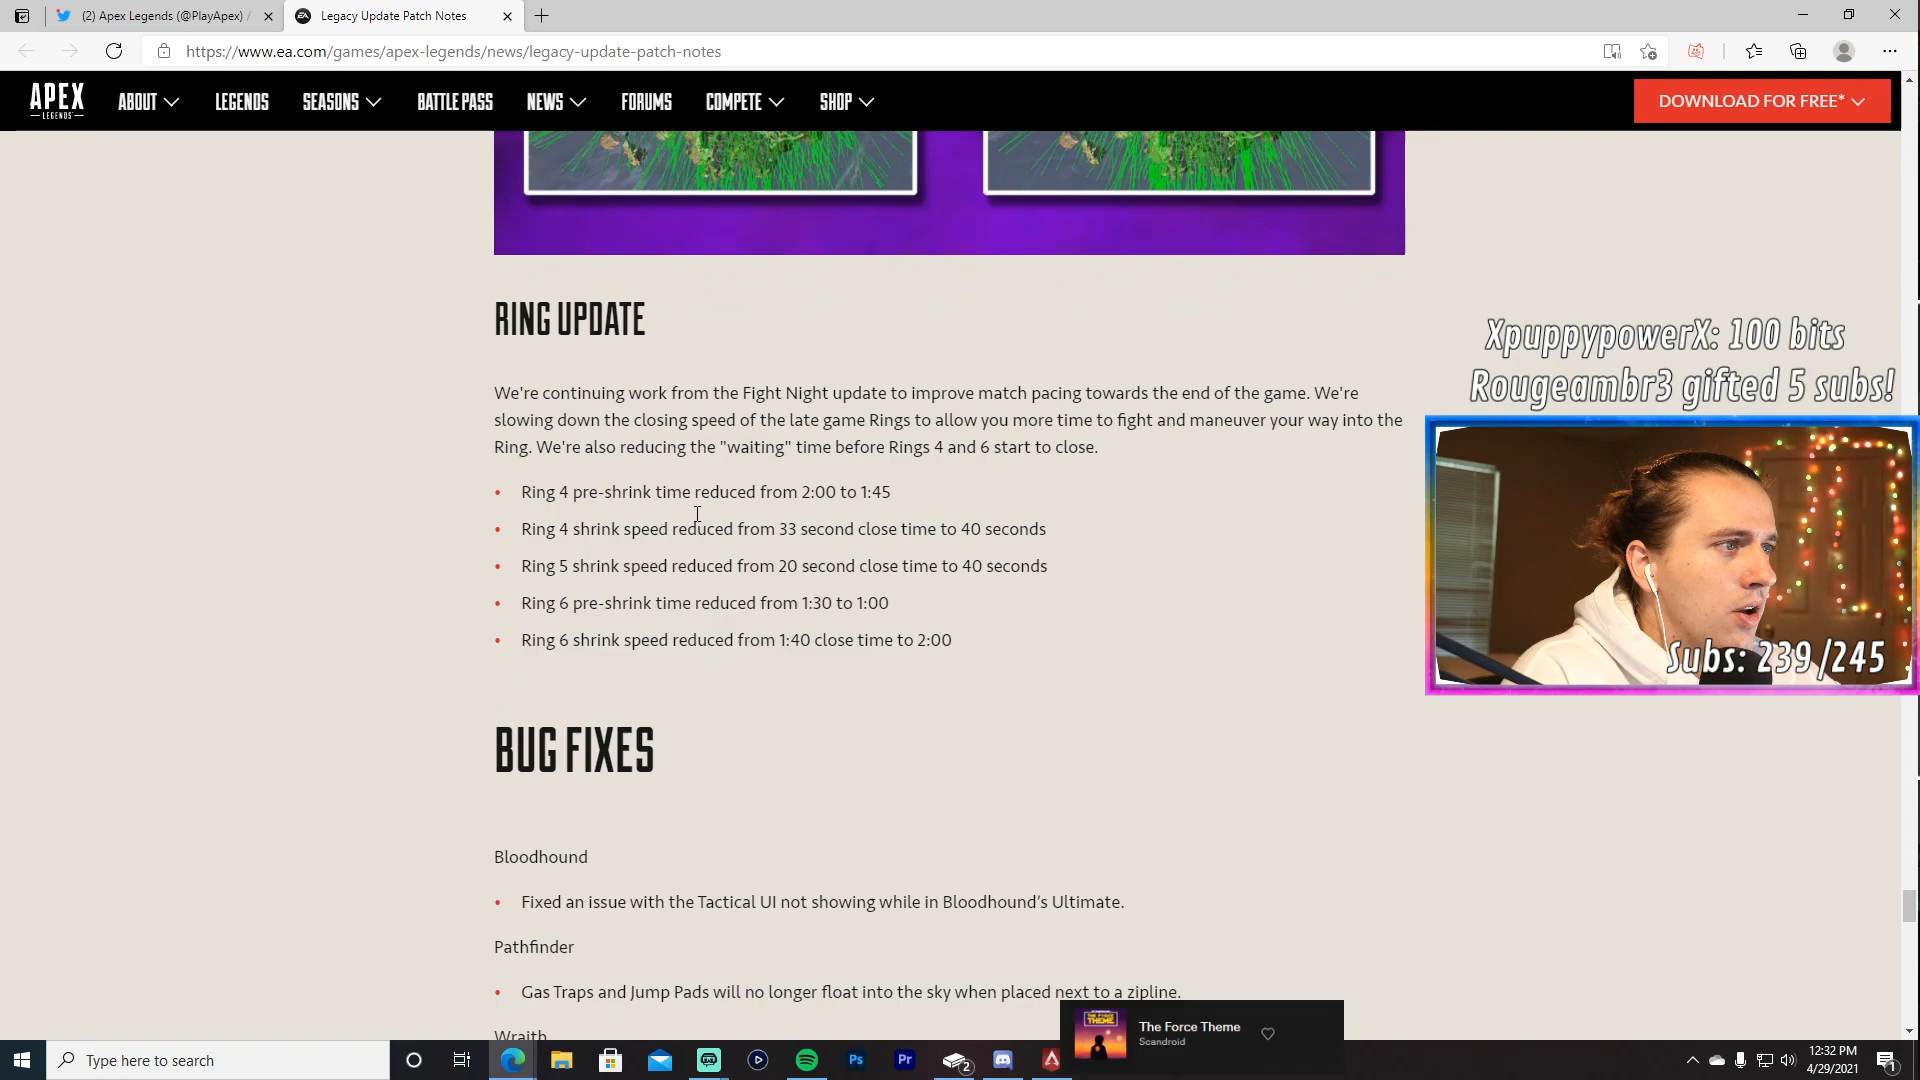 (2) Apex Legends (@PlayApex) /
Legacy Update Patch Notes
https://www.ea.com/games/apex-legends/news/legacy-update-patch-notes
APEX
LEGENDS
ABOUT
LEGENDS
SEASONS
BATTLE PASS
NEWS
FORUMS
COMPETE
SHOP
DOWNLOAD FOR FREE*
RING UPDATE
We're continuing work from the Fight Night update to improve match pacing towards the end of the game. We're
slowing down the closing speed of the late game Rings to allow you more time to fight and maneuver your way into the
Ring. We're also reducing the "waiting" time before Rings 4 and 6 start to close.
• Ring 4 pre-shrink time reduced from 2:00 to 1:45
• Ring 4 shrink speed reduced from 33 second close time to 40 seconds
• Ring 5 shrink speed reduced from 20 second close time to 40 seconds
• Ring 6 pre-shrink time reduced from 1:30 to 1:00
• Ring 6 shrink speed reduced from 1:40 close time to 2:00
XpuppypowerX: 100 bits
Rougeambr3 gifted 5 subs!
Subs: 239/245
BUG FIXES
Bloodhound
• Fixed an issue with the Tactical UI not showing while in Bloodhound's Ultimate.
Pathfinder
• Gas Traps and Jump Pads will no longer float into the sky when placed next to a zipline.
Wraith
THE FORCE THEME
The Force Theme
Scandroid
Type here to search
Ps
Pr
2
12:32 PM
4/29/2021
1